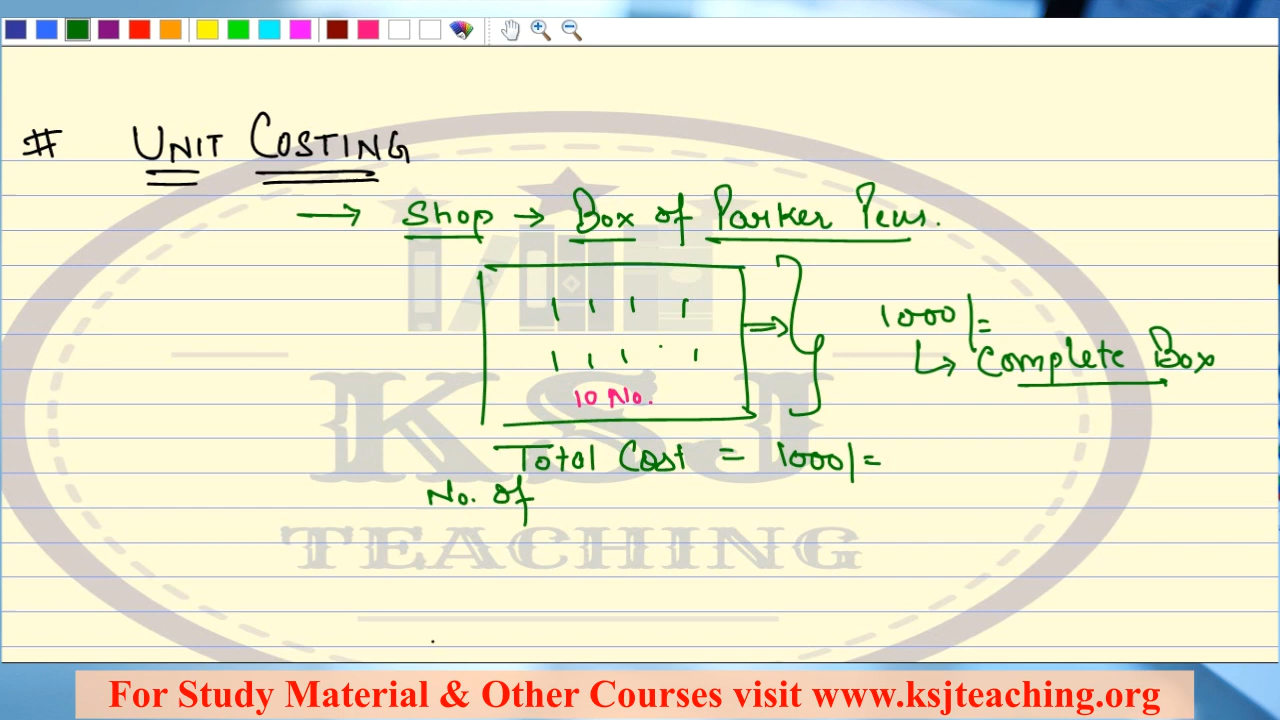 # UNIT COSTING
→ Shop → Box of Parker Pens.
1000/=
↳ Complete Box
10 No.
Total Cost = 1000/=
No. of
KSJ
TEACHING
For Study Material & Other Courses visit www.ksjteaching.org